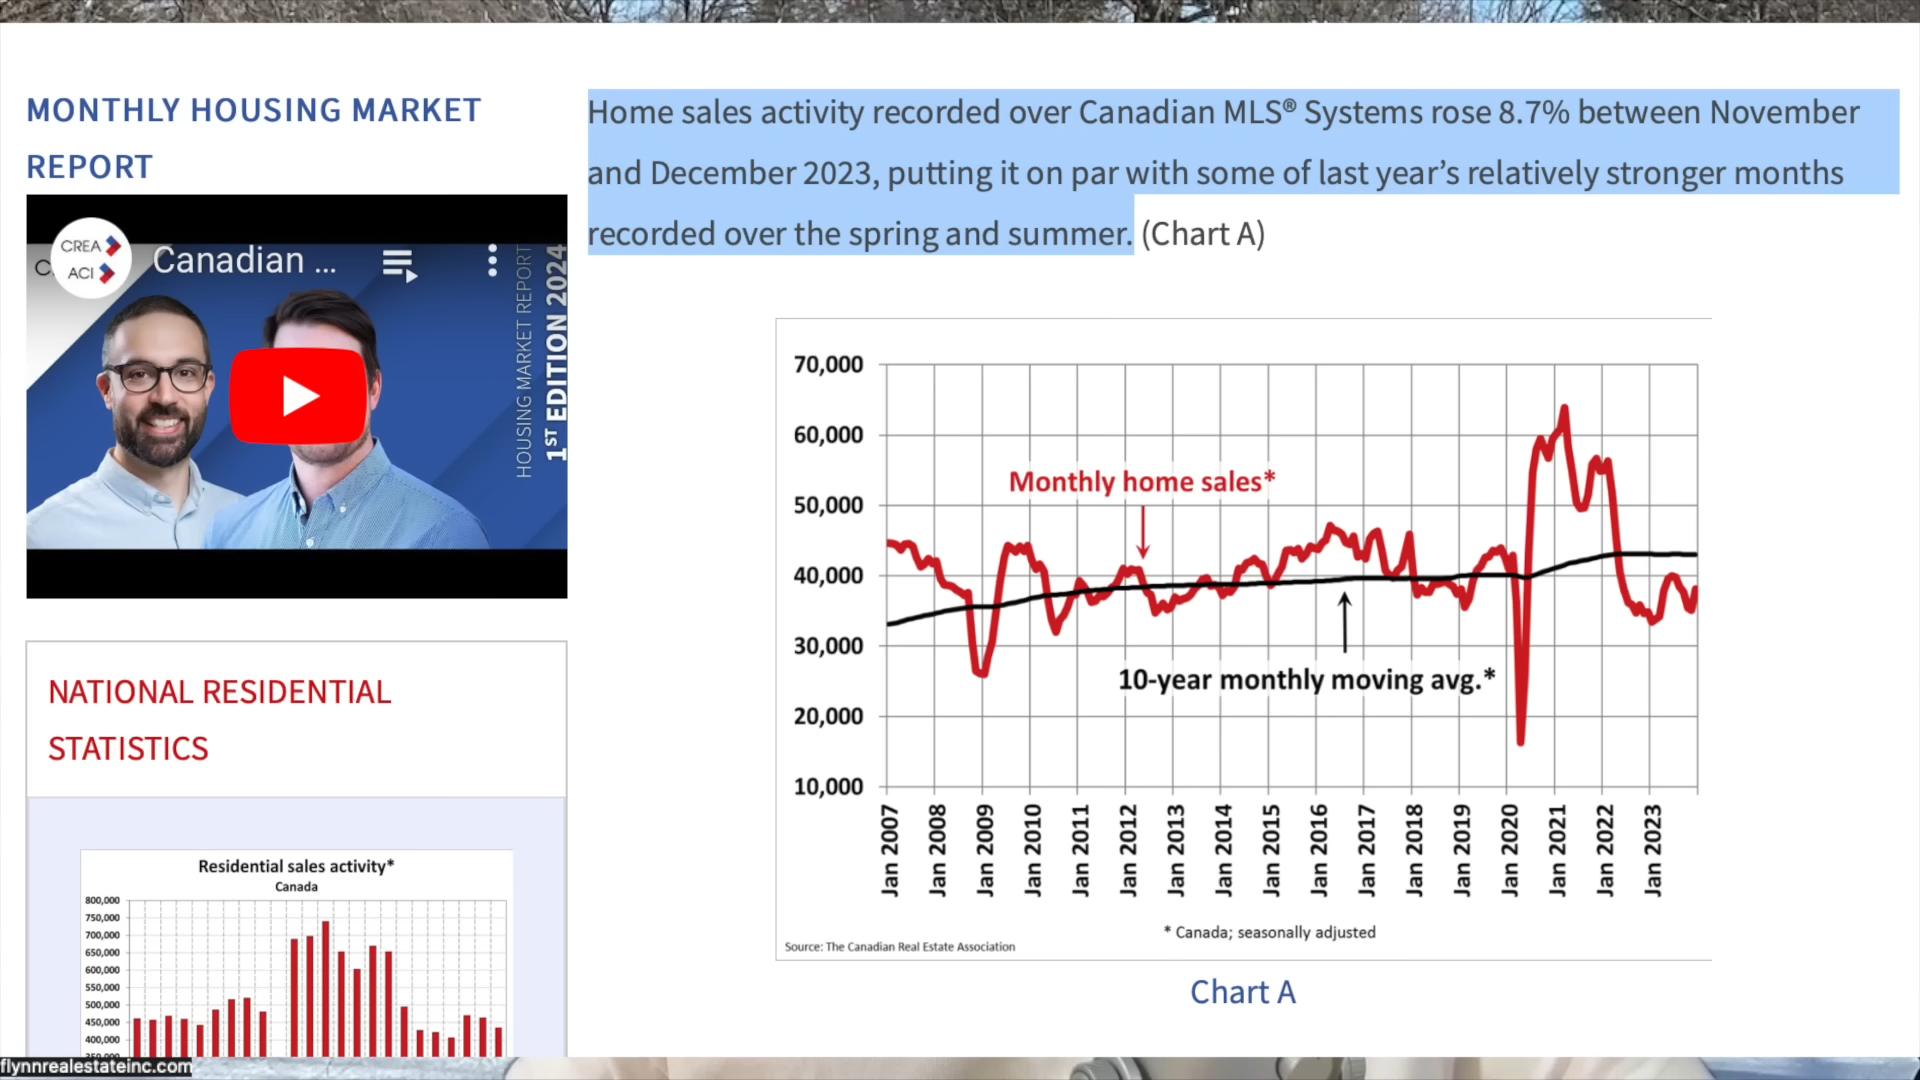 MONTHLY HOUSING MARKET
REPORT
CREA
ACI
Canadian ...
HOUSING MARKET REPORT
1ST EDITION 2024
NATIONAL RESIDENTIAL
STATISTICS
Residential sales activity*
Canada
800,000
750,000
700,000
650,000
600,000
550,000
500,000
450,000
400,000
350,000
Home sales activity recorded over Canadian MLS® Systems rose 8.7% between November
and December 2023, putting it on par with some of last year’s relatively stronger months
recorded over the spring and summer. (Chart A)
70,000
60,000
50,000
40,000
30,000
20,000
10,000
Monthly home sales*
10-year monthly moving avg.*
Jan 2007
Jan 2008
Jan 2009
Jan 2010
Jan 2011
Jan 2012
Jan 2013
Jan 2014
Jan 2015
Jan 2016
Jan 2017
Jan 2018
Jan 2019
Jan 2020
Jan 2021
Jan 2022
Jan 2023
* Canada; seasonally adjusted
Source: The Canadian Real Estate Association
Chart A
flynnrealestateinc.com